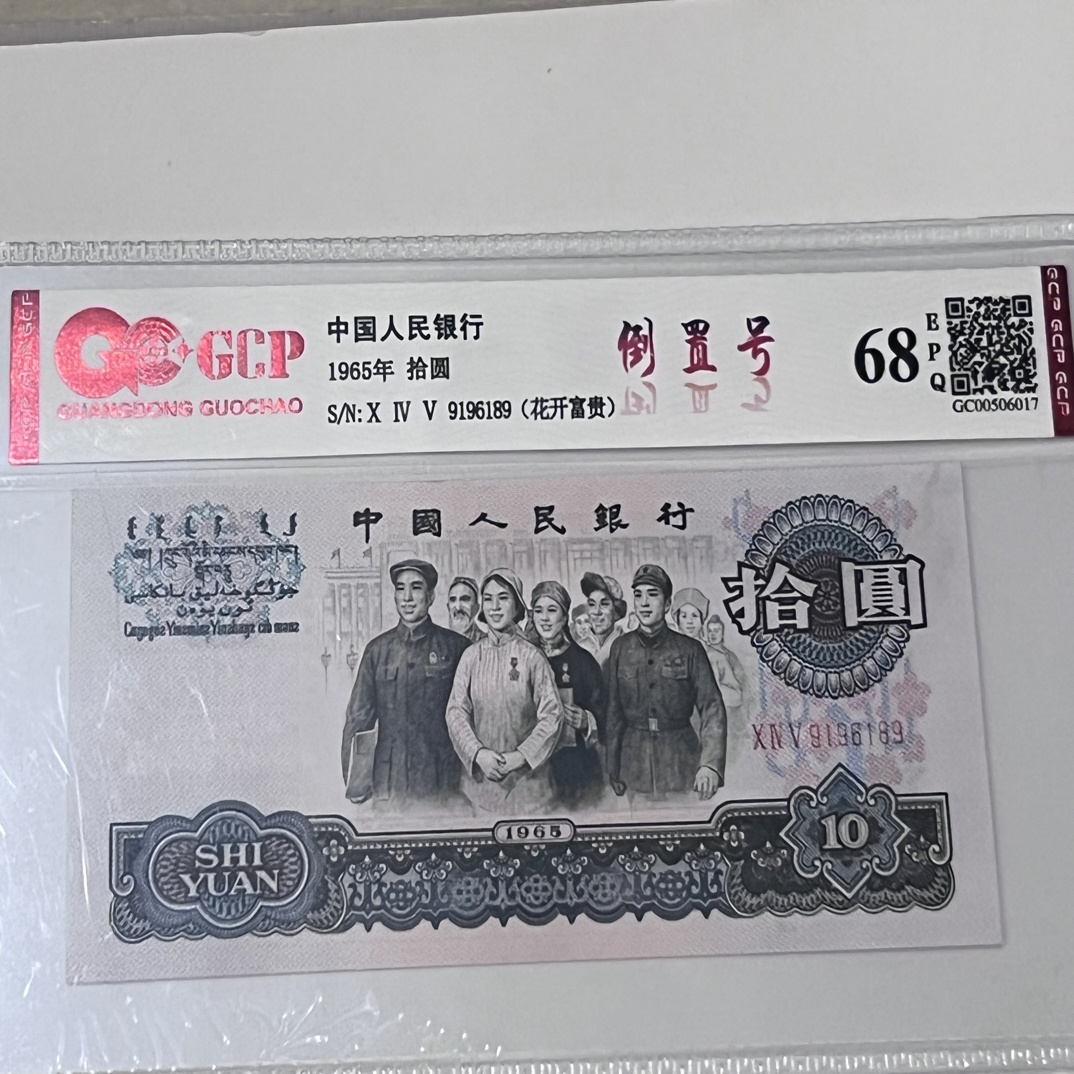 GCP
GUANGDONG GUOCHAO
中国人民银行
1965年 拾圆
S/N: X IV V 9196189（花开富贵）
倒置号
68
EPQ
GC00506017
GCP GCP GCP
中國人民銀行
拾圓
X IV V 9196189
1965
SHI
YUAN
10